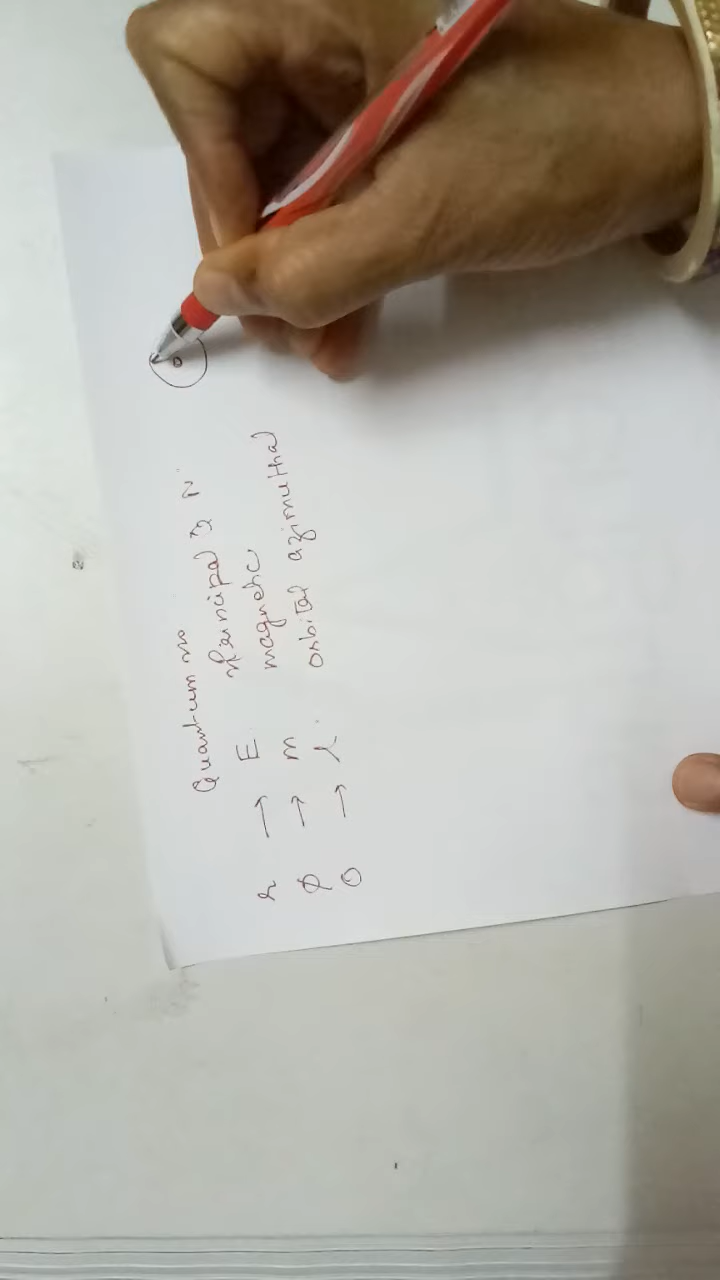 Quantum no
r → E Principal Q N
φ → m magnetic
θ → l orbital azimuthal